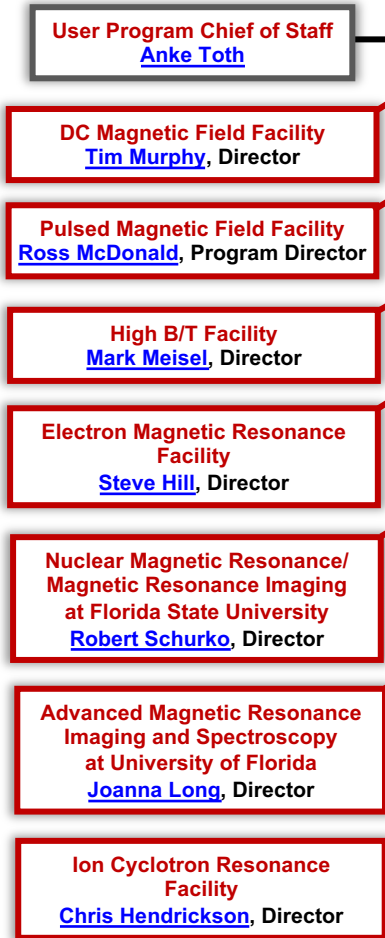 User Program Chief of Staff
Anke Toth
DC Magnetic Field Facility
Tim Murphy, Director
Pulsed Magnetic Field Facility
Ross McDonald, Program Director
High B/T Facility
Mark Meisel, Director
Electron Magnetic Resonance
Facility
Steve Hill, Director
Nuclear Magnetic Resonance/
Magnetic Resonance Imaging
at Florida State University
Robert Schurko, Director
Advanced Magnetic Resonance
Imaging and Spectroscopy
at University of Florida
Joanna Long, Director
Ion Cyclotron Resonance
Facility
Chris Hendrickson, Director